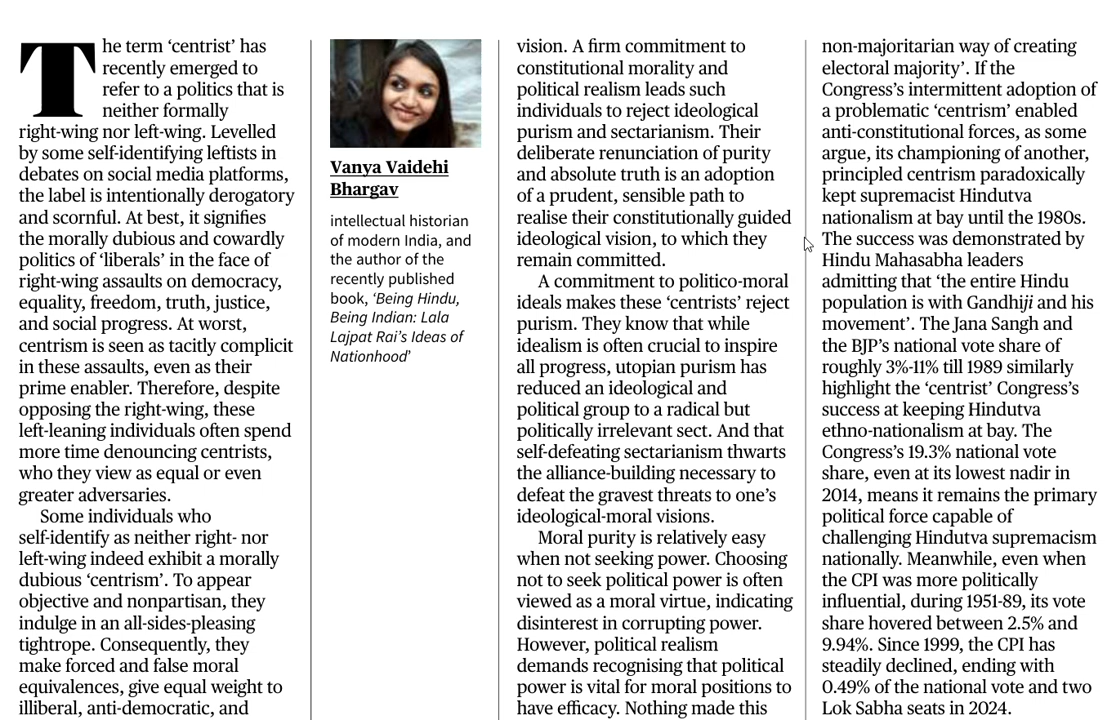 The term ‘centrist’ has
recently emerged to
refer to a politics that is
neither formally
right-wing nor left-wing. Levelled
by some self-identifying leftists in
debates on social media platforms,
the label is intentionally derogatory
and scornful. At best, it signifies
the morally dubious and cowardly
politics of ‘liberals’ in the face of
right-wing assaults on democracy,
equality, freedom, truth, justice,
and social progress. At worst,
centrism is seen as tacitly complicit
in these assaults, even as their
prime enabler. Therefore, despite
opposing the right-wing, these
left-leaning individuals often spend
more time denouncing centrists,
who they view as equal or even
greater adversaries.
Some individuals who
self-identify as neither right- nor
left-wing indeed exhibit a morally
dubious ‘centrism’. To appear
objective and nonpartisan, they
indulge in an all-sides-pleasing
tightrope. Consequently, they
make forced and false moral
equivalences, give equal weight to
illiberal, anti-democratic, and
Vanya Vaidehi
Bhargav
intellectual historian
of modern India, and
the author of the
recently published
book, ‘Being Hindu,
Being Indian: Lala
Lajpat Rai’s Ideas of
Nationhood’
vision. A firm commitment to
constitutional morality and
political realism leads such
individuals to reject ideological
purism and sectarianism. Their
deliberate renunciation of purity
and absolute truth is an adoption
of a prudent, sensible path to
realise their constitutionally guided
ideological vision, to which they
remain committed.
A commitment to politico-moral
ideals makes these ‘centrists’ reject
purism. They know that while
idealism is often crucial to inspire
all progress, utopian purism has
reduced an ideological and
political group to a radical but
politically irrelevant sect. And that
self-defeating sectarianism thwarts
the alliance-building necessary to
defeat the gravest threats to one’s
ideological-moral visions.
Moral purity is relatively easy
when not seeking power. Choosing
not to seek political power is often
viewed as a moral virtue, indicating
disinterest in corrupting power.
However, political realism
demands recognising that political
power is vital for moral positions to
have efficacy. Nothing made this
non-majoritarian way of creating
electoral majority’. If the
Congress’s intermittent adoption of
a problematic ‘centrism’ enabled
anti-constitutional forces, as some
argue, its championing of another,
principled centrism paradoxically
kept supremacist Hindutva
nationalism at bay until the 1980s.
The success was demonstrated by
Hindu Mahasabha leaders
admitting that ‘the entire Hindu
population is with Gandhiji and his
movement’. The Jana Sangh and
the BJP’s national vote share of
roughly 3%-11% till 1989 similarly
highlight the ‘centrist’ Congress’s
success at keeping Hindutva
ethno-nationalism at bay. The
Congress’s 19.3% national vote
share, even at its lowest nadir in
2014, means it remains the primary
political force capable of
challenging Hindutva supremacism
nationally. Meanwhile, even when
the CPI was more politically
influential, during 1951-89, its vote
share hovered between 2.5% and
9.94%. Since 1999, the CPI has
steadily declined, ending with
0.49% of the national vote and two
Lok Sabha seats in 2024.